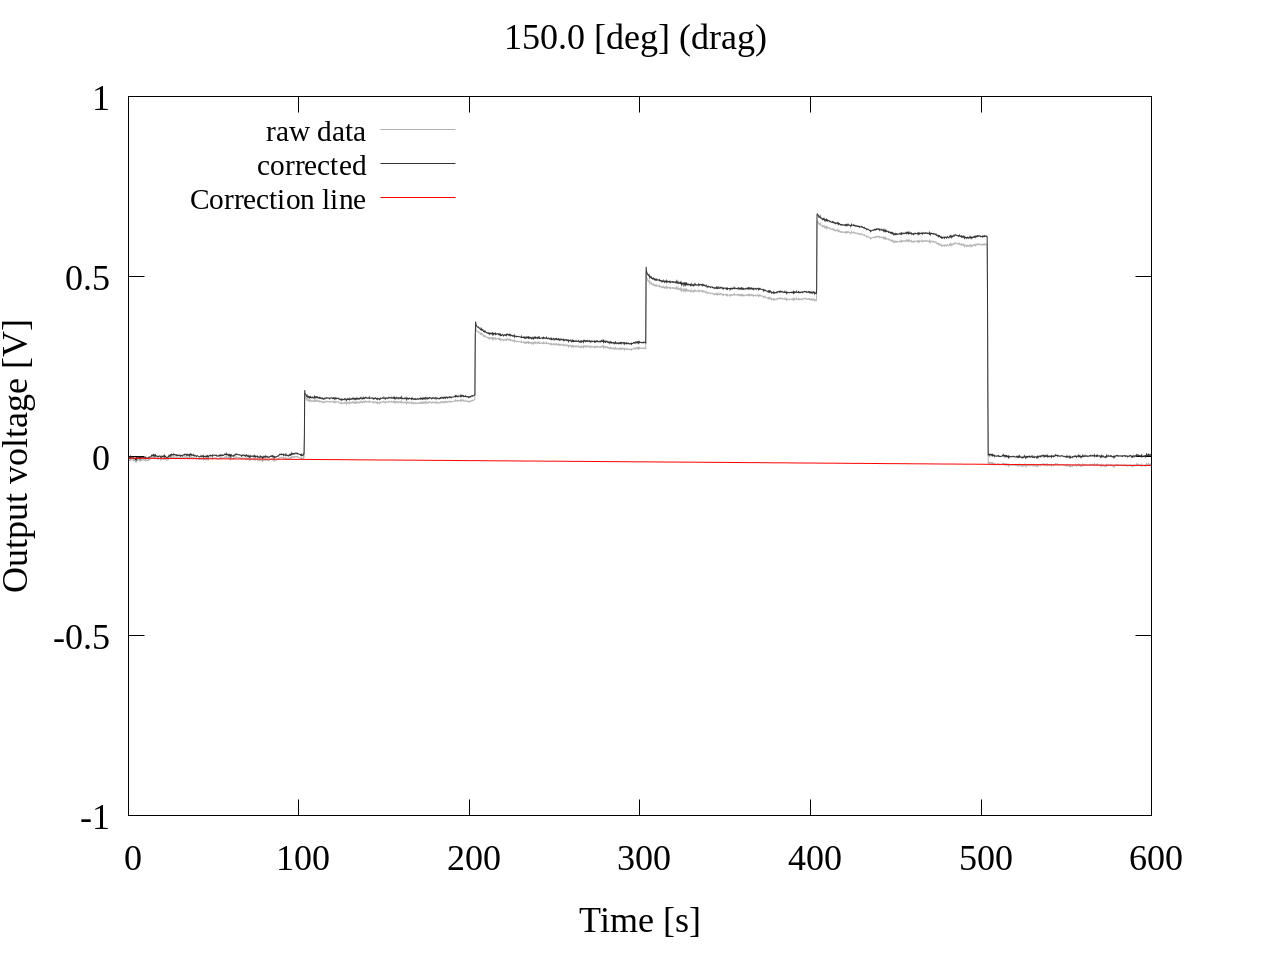 150.0 [deg] (drag)
raw data
corrected
Correction line
Output voltage [V]
1
0.5
0
-0.5
-1
0 100 200 300 400 500 600
Time [s]